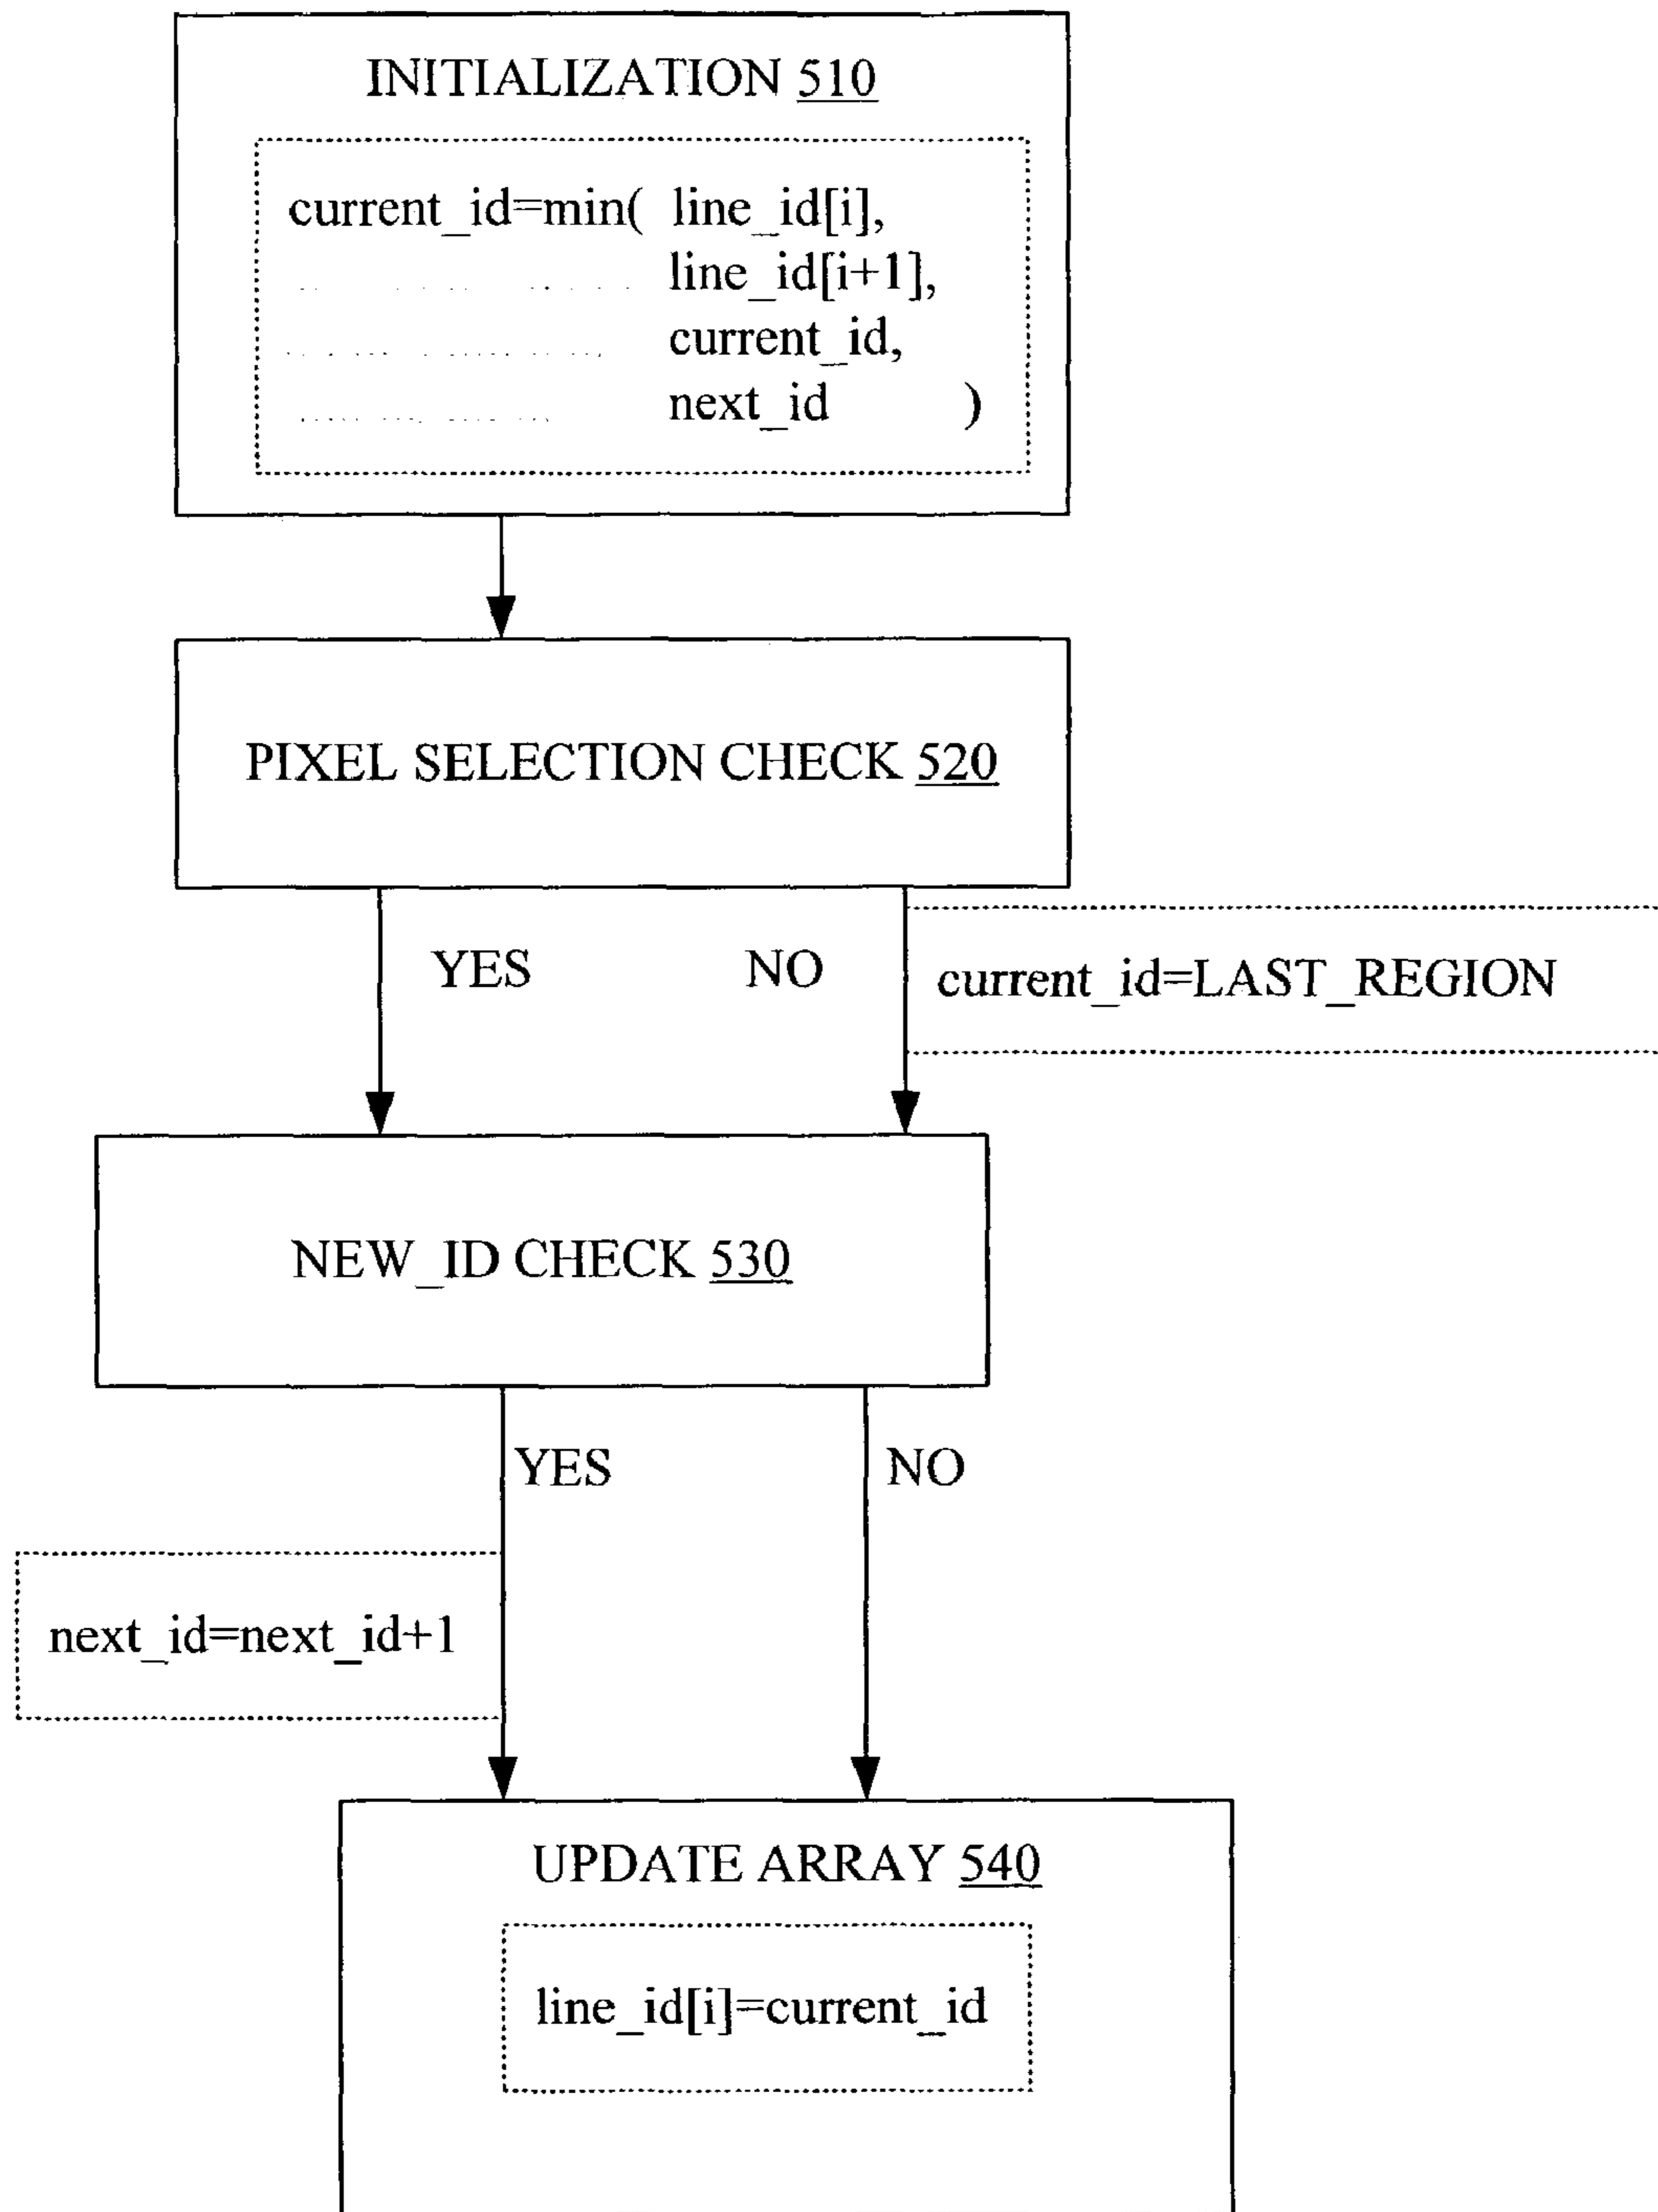 INITIALIZATION 510
current_id=min( line_id[i],
line_id[i+1],
current_id,
next_id )
PIXEL SELECTION CHECK 520
YES NO
current_id=LAST_REGION
NEW_ID CHECK 530
YES NO
next_id=next_id+1
UPDATE ARRAY 540
line_id[i]=current_id